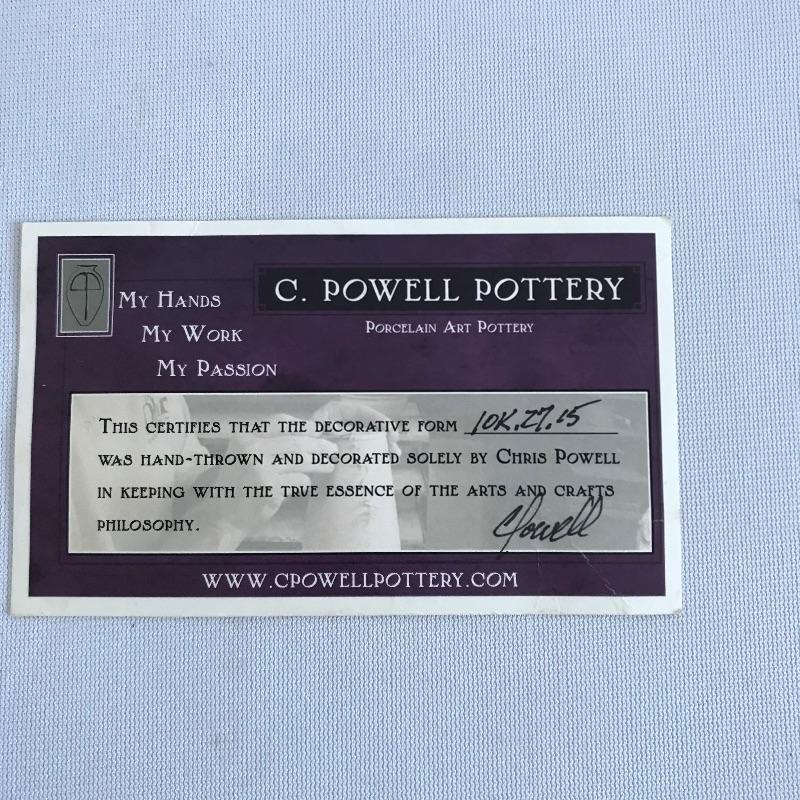 C. Powell Pottery
Porcelain Art Pottery
My Hands
My Work
My Passion
This certifies that the decorative form 10K.27.15
was hand-thrown and decorated solely by Chris Powell
in keeping with the true essence of the arts and crafts
philosophy.
CPowell
www.cpowellpottery.com